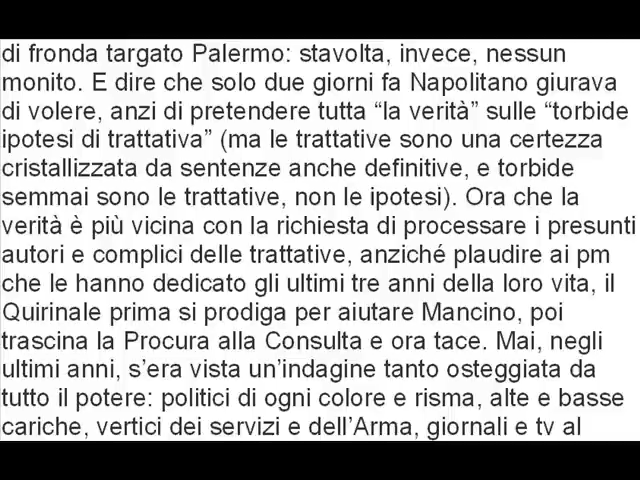 di fronda targato Palermo: stavolta, invece, nessun
monito. E dire che solo due giorni fa Napolitano giurava
di volere, anzi di pretendere tutta “la verità” sulle “torbide
ipotesi di trattativa” (ma le trattative sono una certezza
cristallizzata da sentenze anche definitive, e torbide
semmai sono le trattative, non le ipotesi). Ora che la
verità è più vicina con la richiesta di processare i presunti
autori e complici delle trattative, anziché plaudire ai pm
che le hanno dedicato gli ultimi tre anni della loro vita, il
Quirinale prima si prodiga per aiutare Mancino, poi
trascina la Procura alla Consulta e ora tace. Mai, negli
ultimi anni, s’era vista un’indagine tanto osteggiata da
tutto il potere: politici di ogni colore e risma, alte e basse
cariche, vertici dei servizi e dell’Arma, giornali e tv al